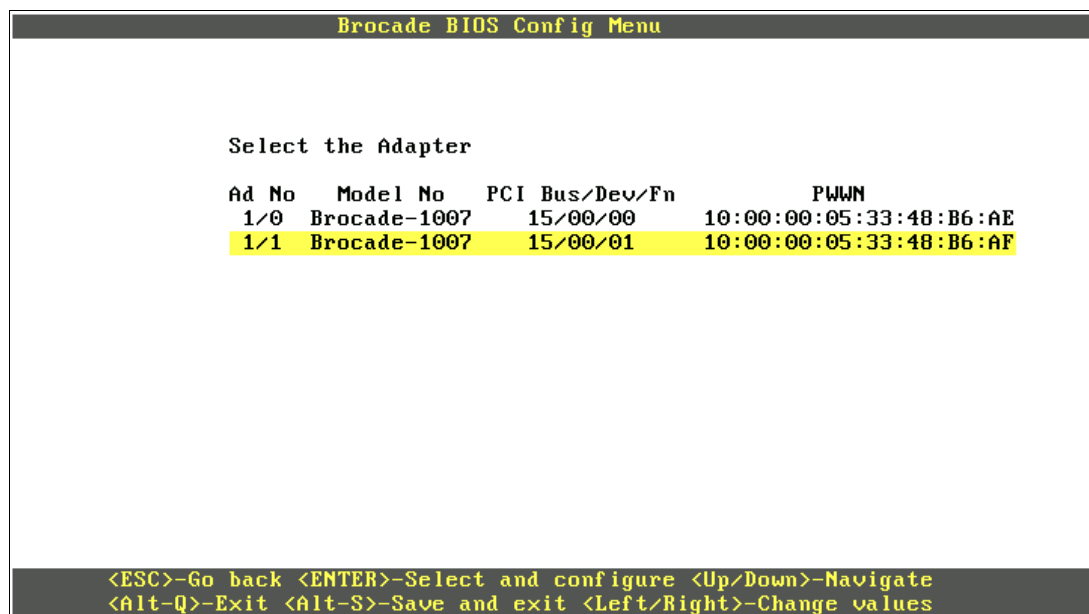 Brocade BIOS Config Menu
Select the Adapter
Ad No Model No PCI Bus/Dev/Fn PWWN
1/0 Brocade-1007 15/00/00 10:00:00:05:33:48:B6:AE
1/1 Brocade-1007 15/00/01 10:00:00:05:33:48:B6:AF
<ESC>-Go back <ENTER>-Select and configure <Up/Down>-Navigate
<Alt-Q>-Exit <Alt-S>-Save and exit <Left/Right>-Change values